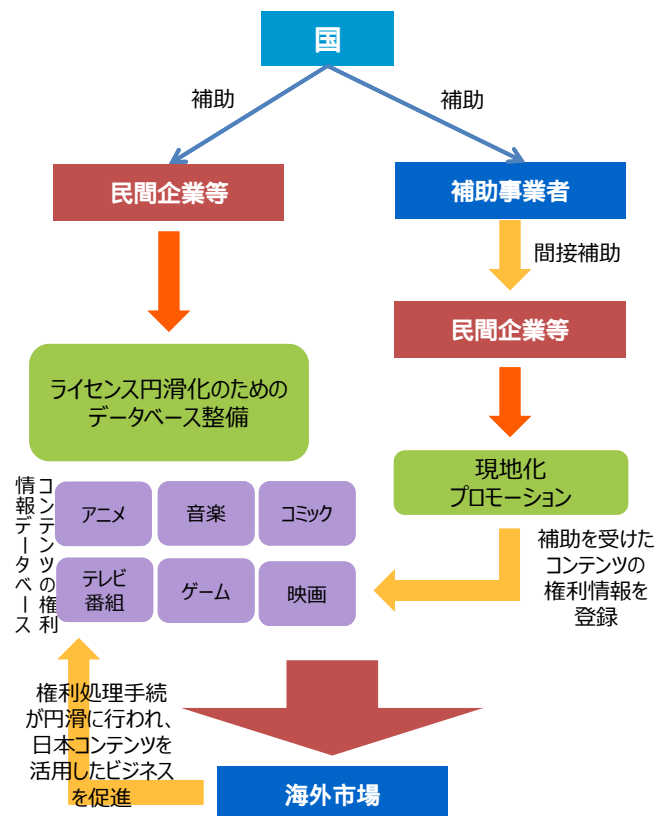 国
補助
補助
民間企業等
補助事業者
間接補助
民間企業等
ライセンス円滑化のための
データベース整備
現地化
プロモーション
コンテンツの権利
情報データベース
アニメ
音楽
コミック
テレビ
番組
ゲーム
映画
補助を受けた
コンテンツの
権利情報を
登録
権利処理手続
が円滑に行われ、
日本コンテンツを
活用したビジネス
を促進
海外市場